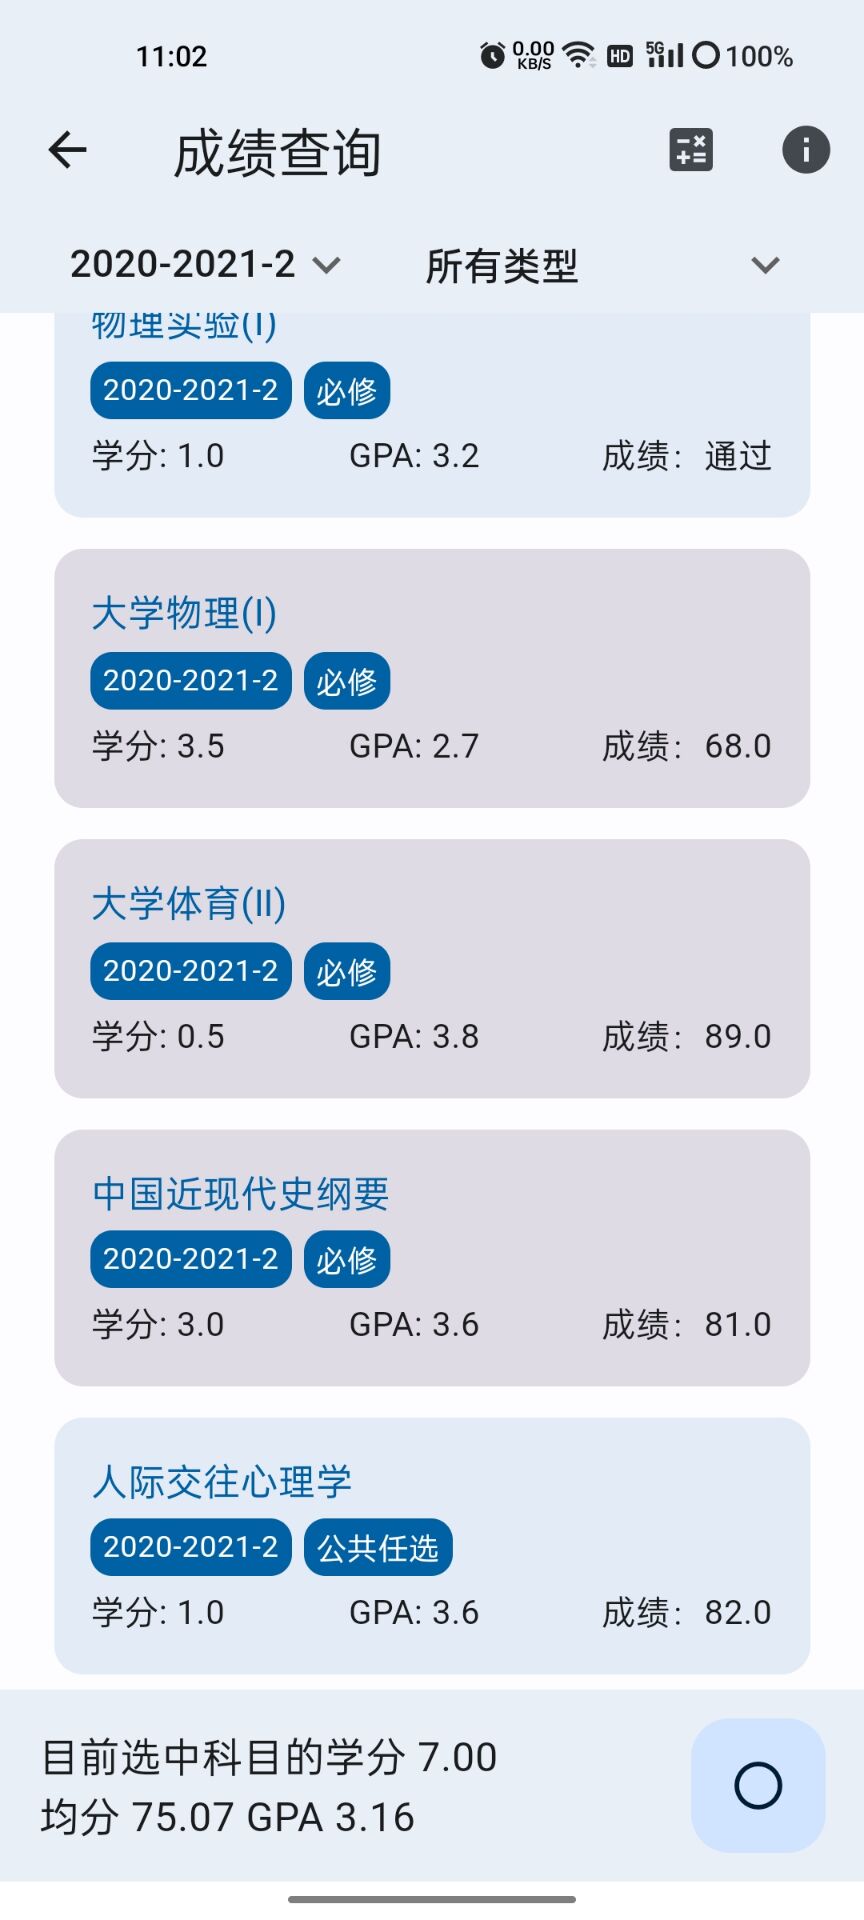 11:02 0.00 KB/S HD 5G 100%
成绩查询
2020-2021-2 所有类型
物理实验(I)
2020-2021-2 必修
学分: 1.0 GPA: 3.2 成绩：通过
大学物理(I)
2020-2021-2 必修
学分: 3.5 GPA: 2.7 成绩：68.0
大学体育(II)
2020-2021-2 必修
学分: 0.5 GPA: 3.8 成绩：89.0
中国近现代史纲要
2020-2021-2 必修
学分: 3.0 GPA: 3.6 成绩：81.0
人际交往心理学
2020-2021-2 公共任选
学分: 1.0 GPA: 3.6 成绩：82.0
目前选中科目的学分 7.00
均分 75.07 GPA 3.16